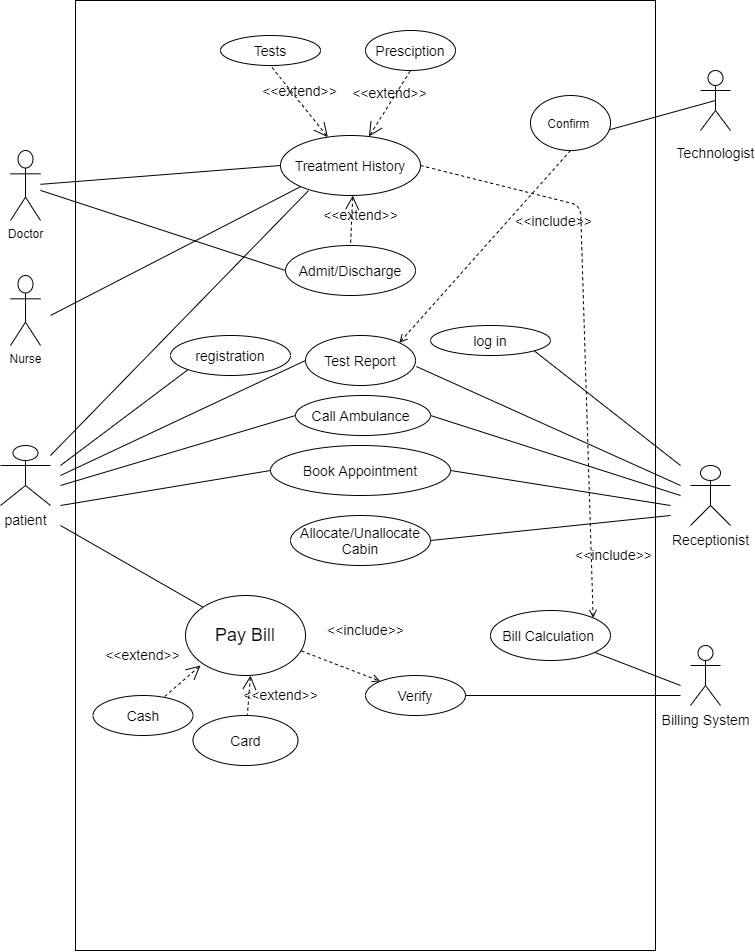 Tests
Presciption
<<extend>>
<<extend>>
Confirm
Technologist
Treatment History
Doctor
<<extend>>
<<include>>
Admit/Discharge
Nurse
registration
Test Report
log in
Call Ambulance
Book Appointment
patient
Allocate/Unallocate
Cabin
Receptionist
<<include>>
Pay Bill
<<include>>
Bill Calculation
<<extend>>
<<extend>>
Verify
Cash
Card
Billing System